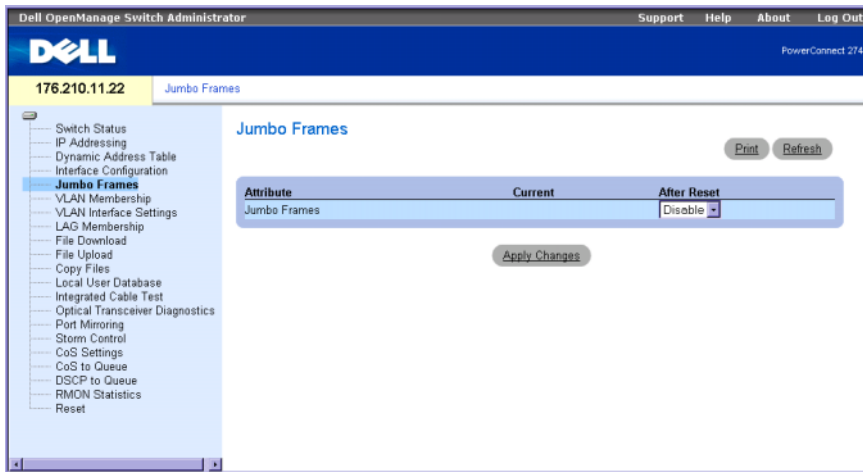 Dell OpenManage Switch Administrator
Support Help About Log Out
DELL
PowerConnect 274
176.210.11.22
Jumbo Frames
Switch Status
IP Addressing
Dynamic Address Table
Interface Configuration
Jumbo Frames
VLAN Membership
VLAN Interface Settings
LAG Membership
File Download
File Upload
Copy Files
Local User Database
Integrated Cable Test
Optical Transceiver Diagnostics
Port Mirroring
Storm Control
CoS Settings
CoS to Queue
DSCP to Queue
RMON Statistics
Reset
Jumbo Frames
Print Refresh
Attribute Current After Reset
Jumbo Frames Disable
Apply Changes